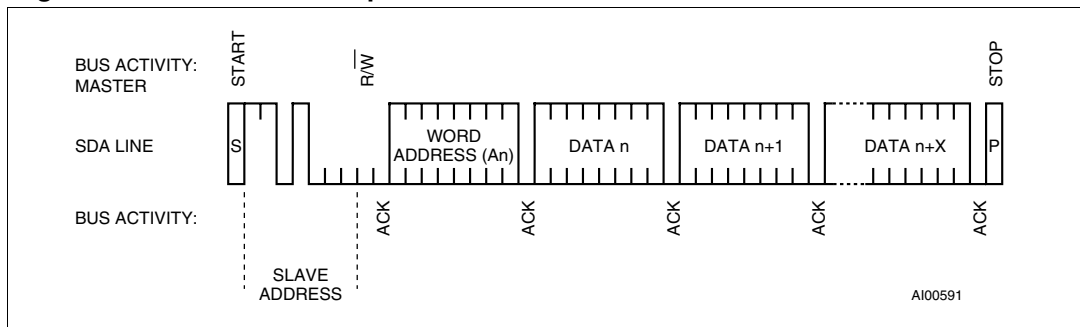 BUS ACTIVITY:
MASTER
START
R/W
STOP
SDA LINE
S
WORD
ADDRESS (An)
DATA n
DATA n+1
DATA n+X
P
BUS ACTIVITY:
ACK
ACK
ACK
ACK
ACK
SLAVE
ADDRESS
AI00591